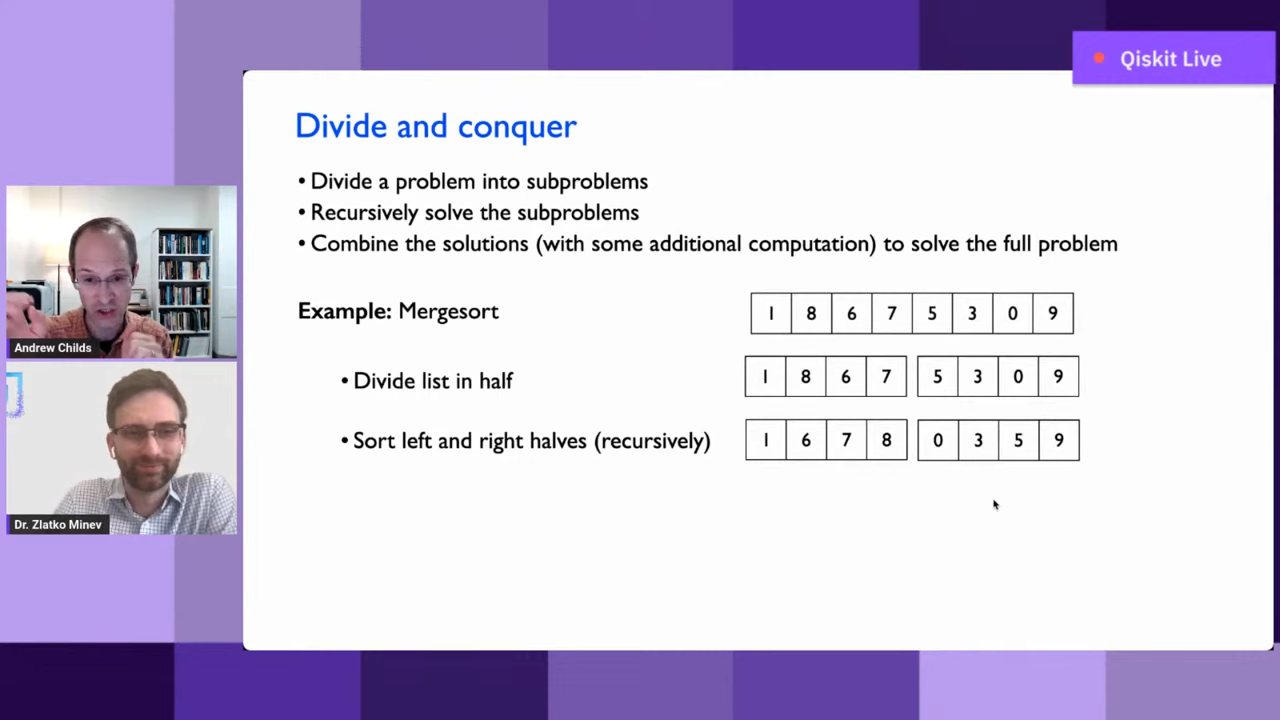 Qiskit Live
Divide and conquer
• Divide a problem into subproblems
• Recursively solve the subproblems
• Combine the solutions (with some additional computation) to solve the full problem
Example: Mergesort
1 8 6 7 5 3 0 9
• Divide list in half
1 8 6 7 5 3 0 9
• Sort left and right halves (recursively)
1 6 7 8 0 3 5 9
Andrew Childs
Dr. Zlatko Minev